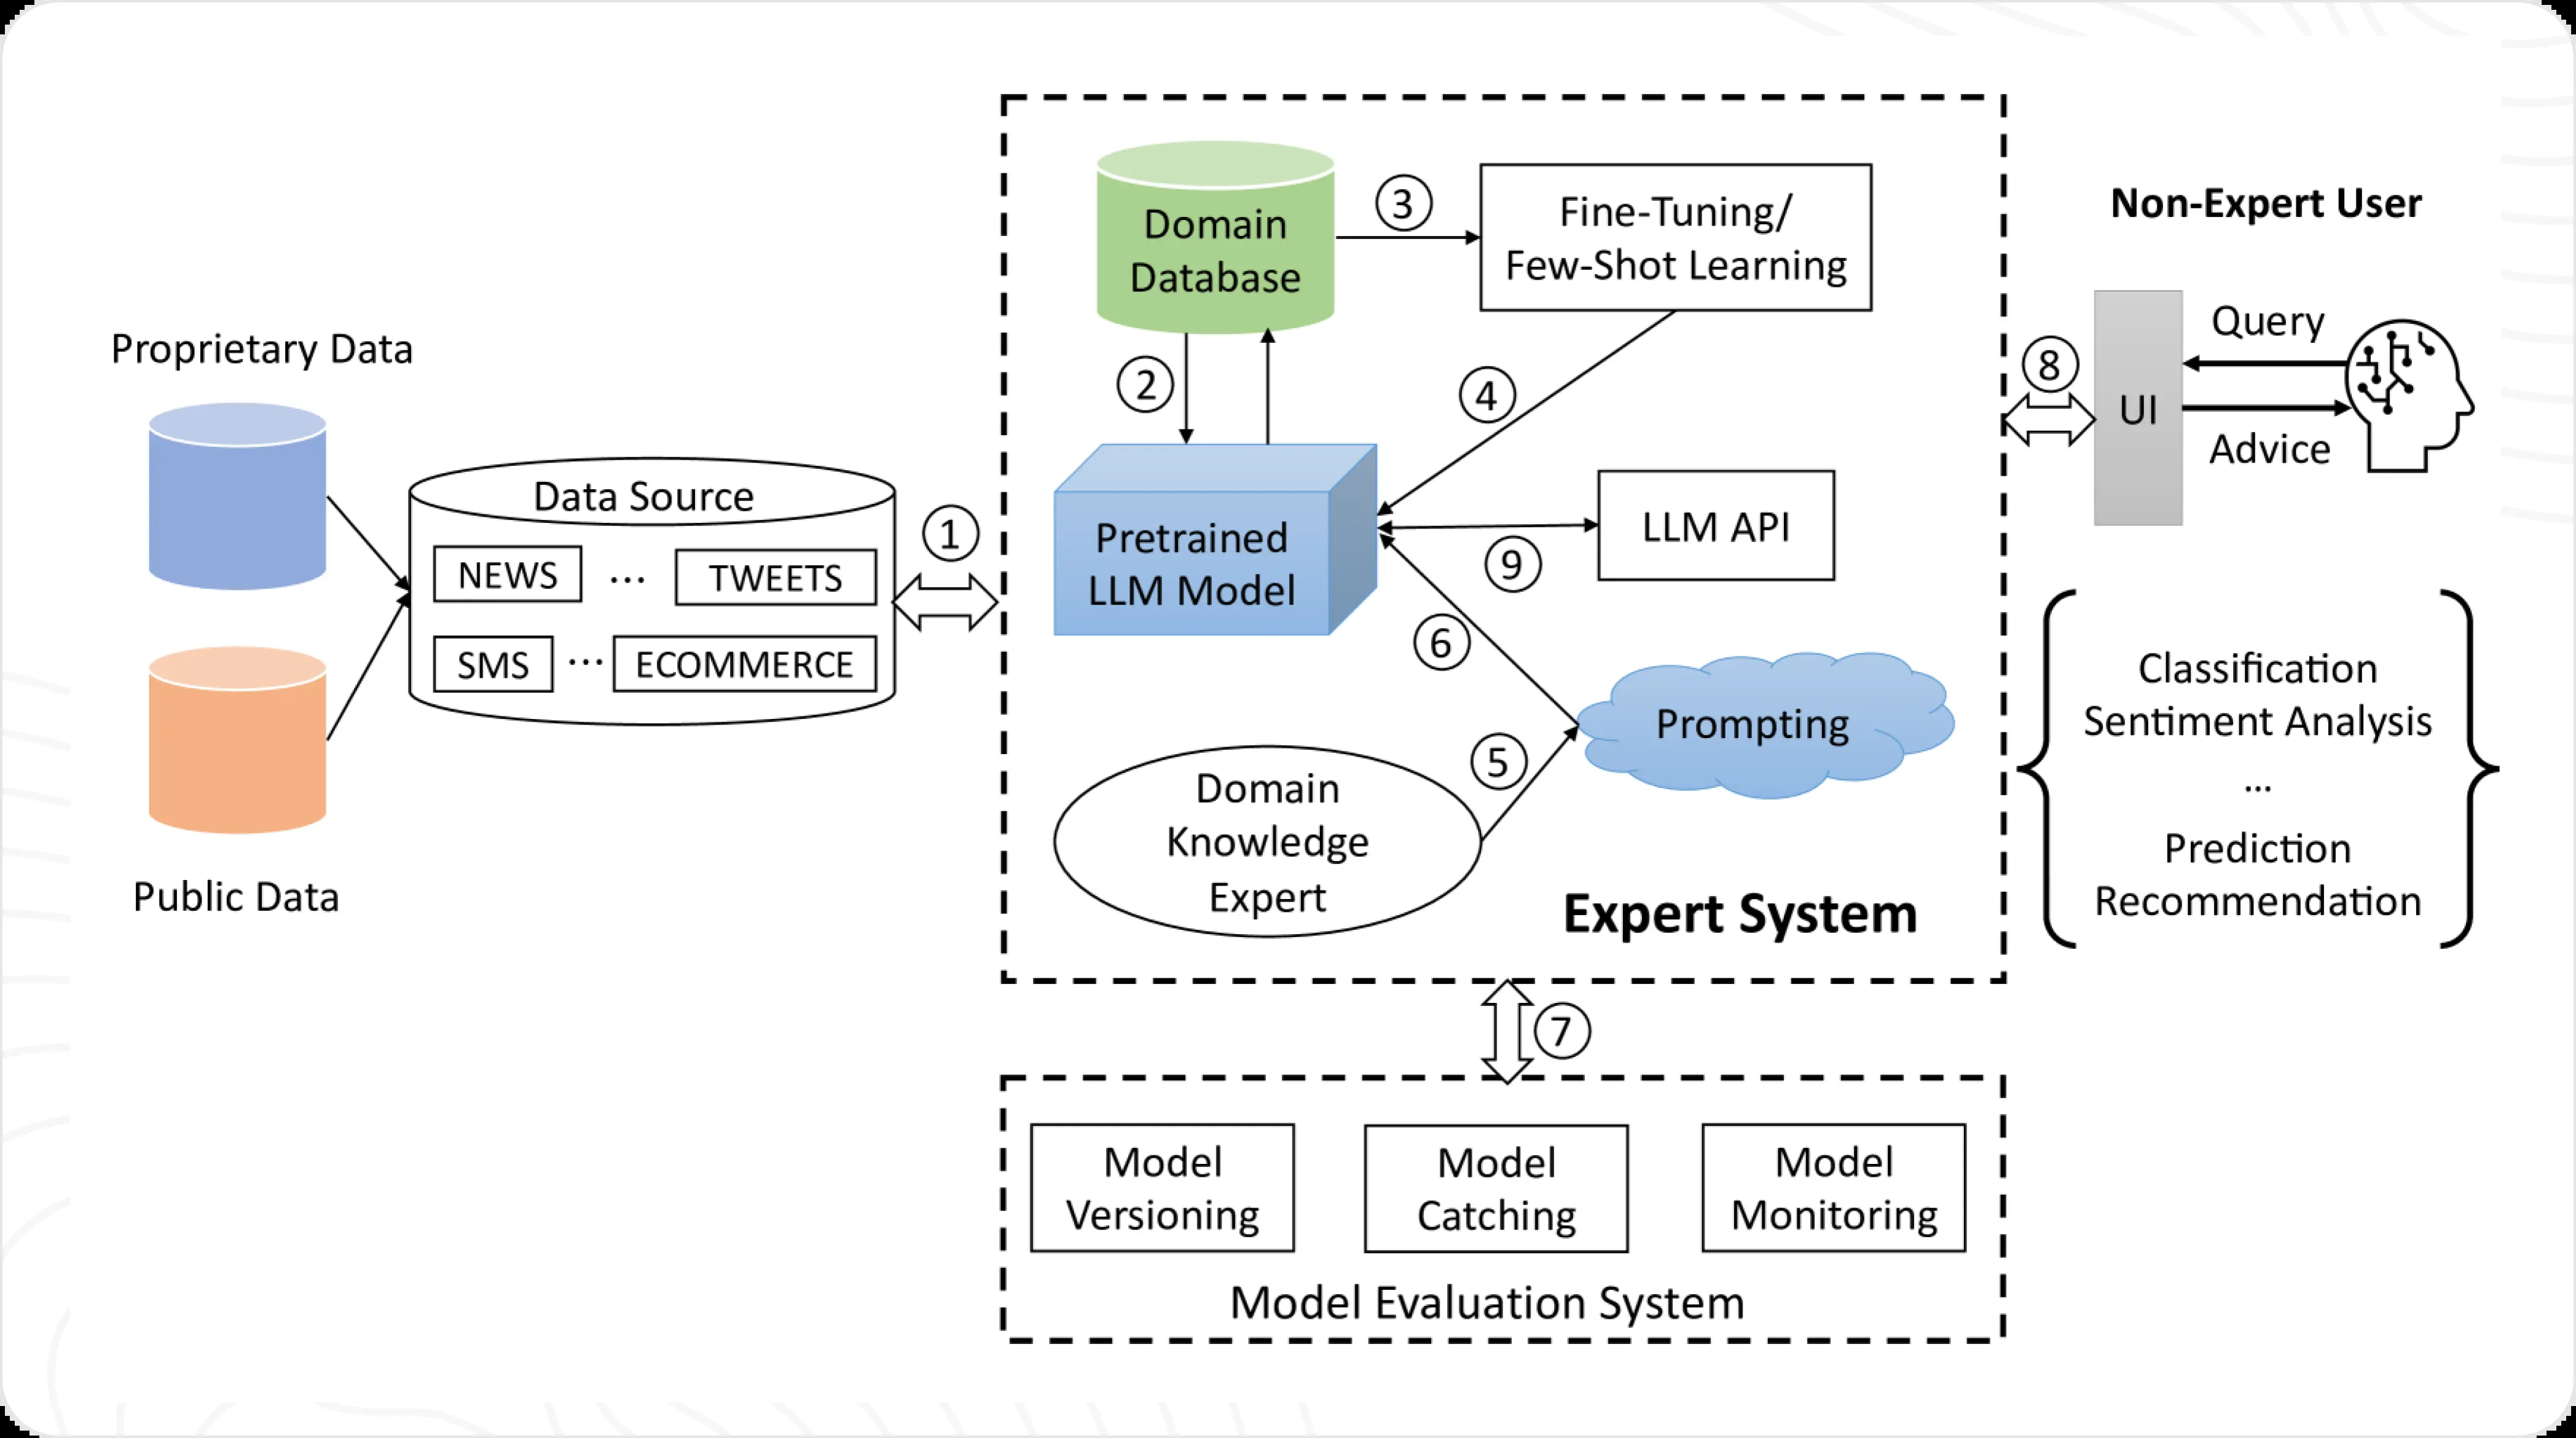 Proprietary Data
Public Data
Data Source
NEWS ... TWEETS
SMS ... ECOMMERCE
①
Domain
Database
③
Fine-Tuning/
Few-Shot Learning
②
④
Pretrained
LLM Model
LLM API
⑨
⑥
Prompting
⑤
Domain
Knowledge
Expert
Expert System
⑦
Model
Versioning
Model
Catching
Model
Monitoring
Model Evaluation System
Non-Expert User
⑧
UI
Query
Advice
Classification
Sentiment Analysis
...
Prediction
Recommendation